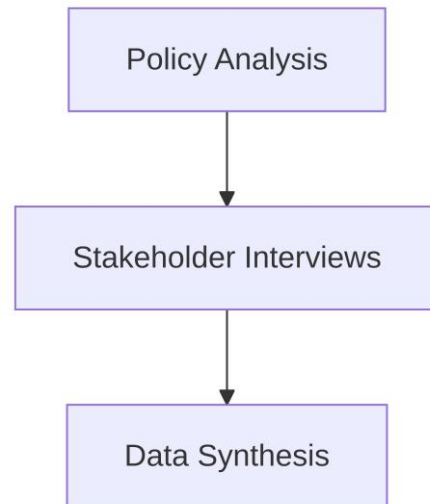 Policy Analysis
Stakeholder Interviews
Data Synthesis